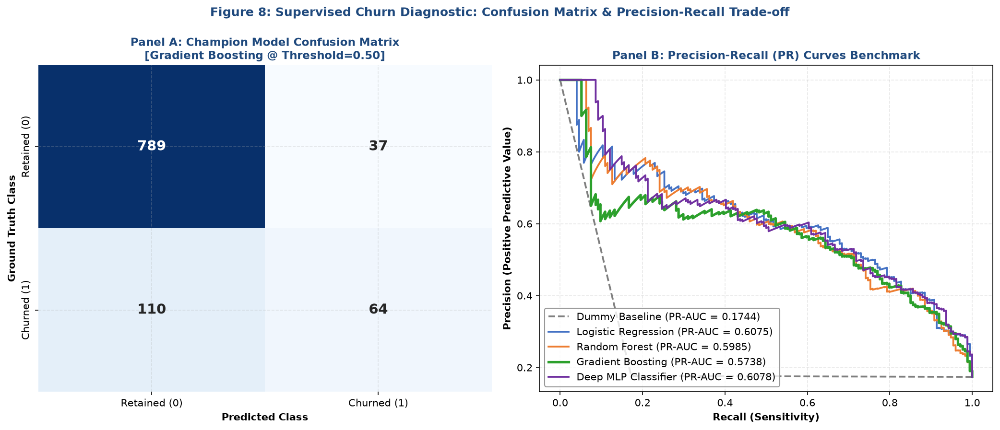 Figure 8: Supervised Churn Diagnostic: Confusion Matrix & Precision-Recall Trade-off
Panel A: Champion Model Confusion Matrix
[Gradient Boosting @ Threshold=0.50]
Ground Truth Class
Retained (0)
Churned (1)
789
37
110
64
Retained (0)
Churned (1)
Predicted Class
Panel B: Precision-Recall (PR) Curves Benchmark
Precision (Positive Predictive Value)
1.0
0.8
0.6
0.4
0.2
Dummy Baseline (PR-AUC = 0.1744)
Logistic Regression (PR-AUC = 0.6075)
Random Forest (PR-AUC = 0.5985)
Gradient Boosting (PR-AUC = 0.5738)
Deep MLP Classifier (PR-AUC = 0.6078)
0.0
0.2
0.4
0.6
0.8
1.0
Recall (Sensitivity)